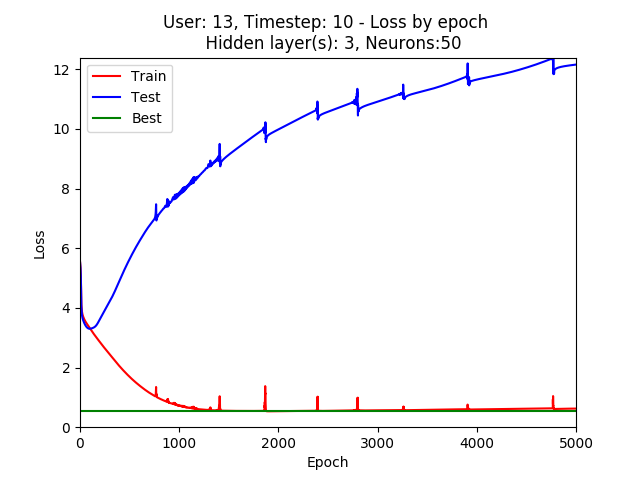 User: 13, Timestep: 10 - Loss by epoch
Hidden layer(s): 3, Neurons:50
Train
Test
Best
Loss
12
10
8
6
4
2
0
0 1000 2000 3000 4000 5000
Epoch